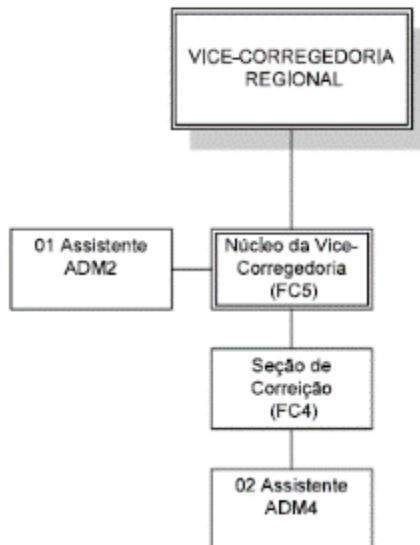 VICE-CORREGEDORIA
REGIONAL
01 Assistente
ADM2
Núcleo da Vice-
Corregedoria
(FC5)
Seção de
Correição
(FC4)
02 Assistente
ADM4